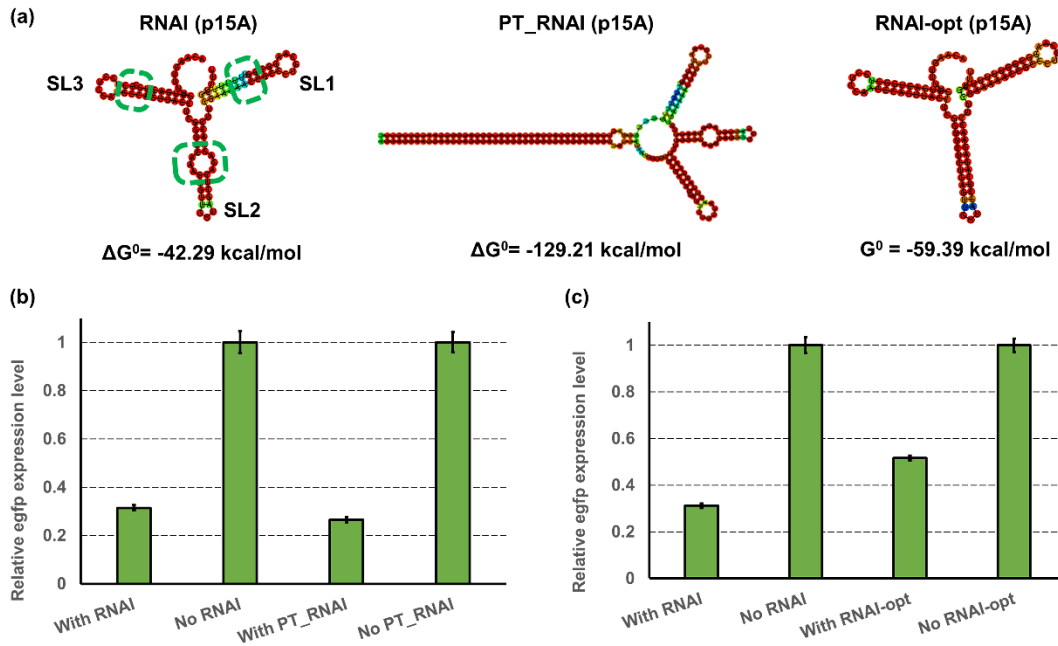 (a)
RNAI (p15A)
PT_RNAI (p15A)
RNAI-opt (p15A)
SL3
SL1
SL2
ΔG⁰= -42.29 kcal/mol
ΔG⁰= -129.21 kcal/mol
G⁰ = -59.39 kcal/mol
(b)
Relative egfp expression level
1
0.8
0.6
0.4
0.2
0
With RNAI
No RNAI
With PT_RNAI
No PT_RNAI
(c)
Relative egfp expression level
1
0.8
0.6
0.4
0.2
0
With RNAI
No RNAI
With RNAI-opt
No RNAI-opt